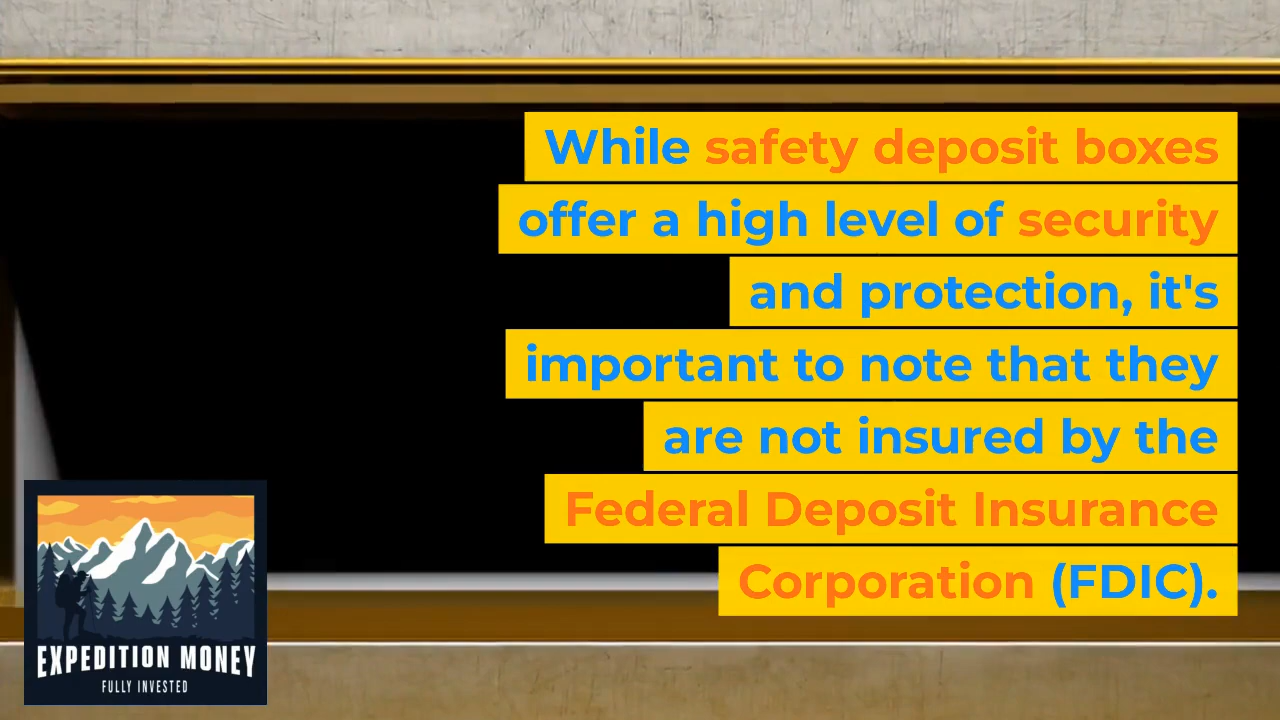 While safety deposit boxes
offer a high level of security
and protection, it's
important to note that they
are not insured by the
Federal Deposit Insurance
Corporation (FDIC).
EXPEDITION MONEY
FULLY INVESTED